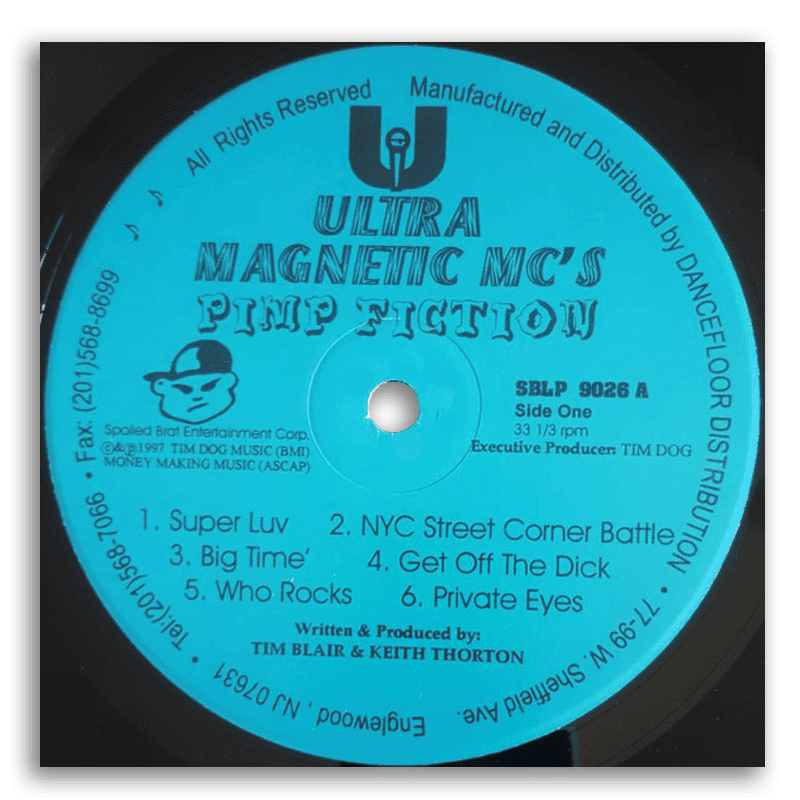 All Rights Reserved
Manufactured and Distributed by DANCEFLOOR DISTRIBUTION • 77-99 W. Sheffield Ave.
Englewood, NJ 07631 • Tel:(201)568-7066 • Fax: (201)568-8699
U
ULTRA
MAGNETIC MC'S
PIMP FICTION
SBLP 9026 A
Side One
33 1/3 rpm
Executive Producer: TIM DOG
Spoiled Brat Entertainment Corp.
©&℗1997 TIM DOG MUSIC (BMI)
MONEY MAKING MUSIC (ASCAP)
1. Super Luv 2. NYC Street Corner Battle
3. Big Time' 4. Get Off The Dick
5. Who Rocks 6. Private Eyes
Written & Produced by:
TIM BLAIR & KEITH THORTON